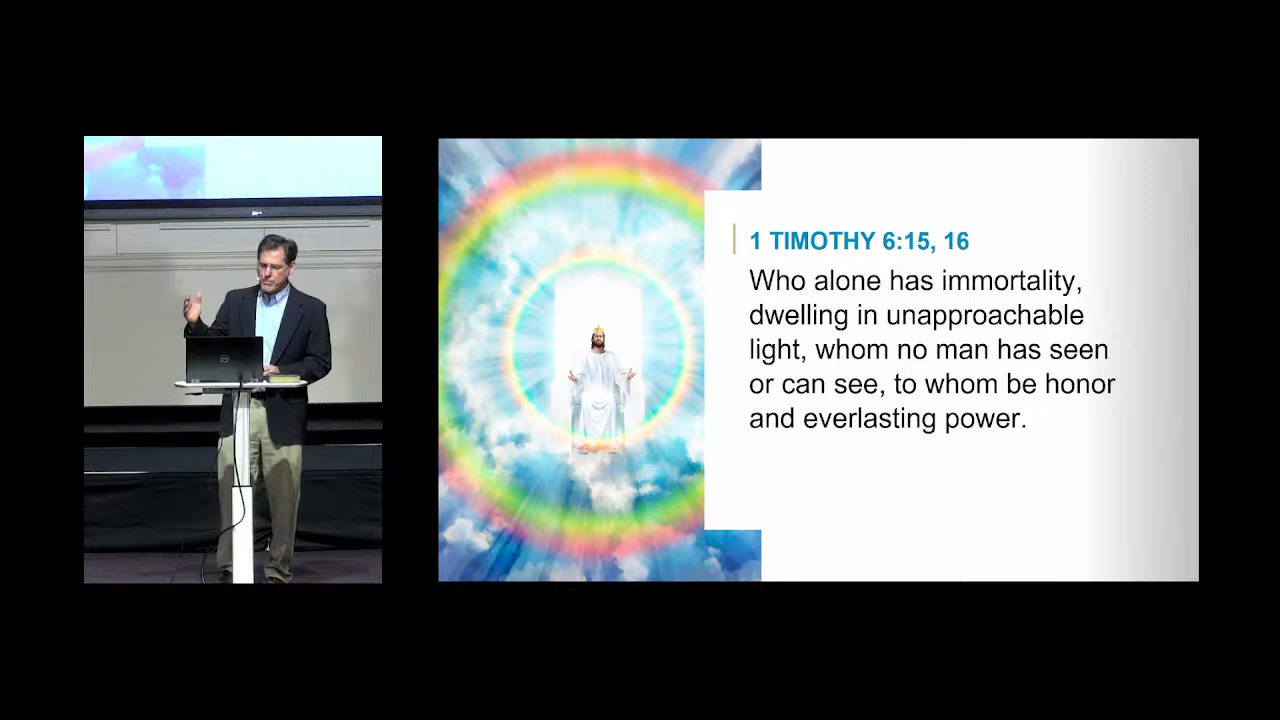 1 TIMOTHY 6:15, 16
Who alone has immortality,
dwelling in unapproachable
light, whom no man has seen
or can see, to whom be honor
and everlasting power.